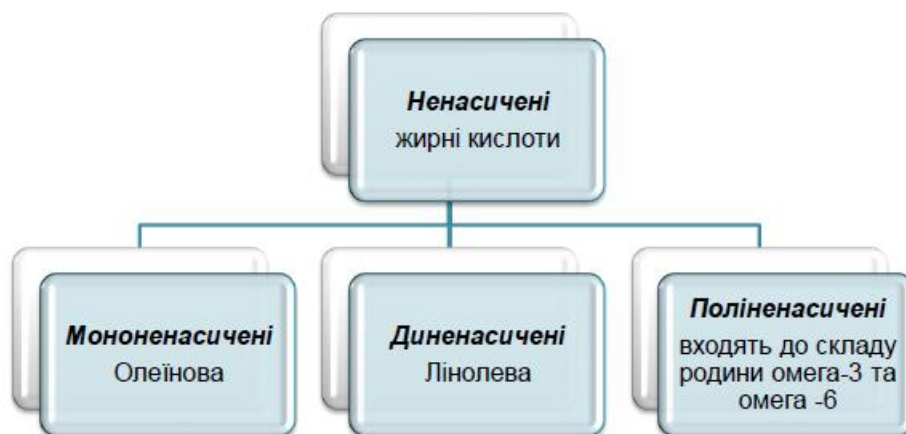 Ненасичені
жирні кислоти
Мононенасичені
Олеїнова
Диненасичені
Лінолева
Поліненасичені
входять до складу
родини омега-3 та
омега -6